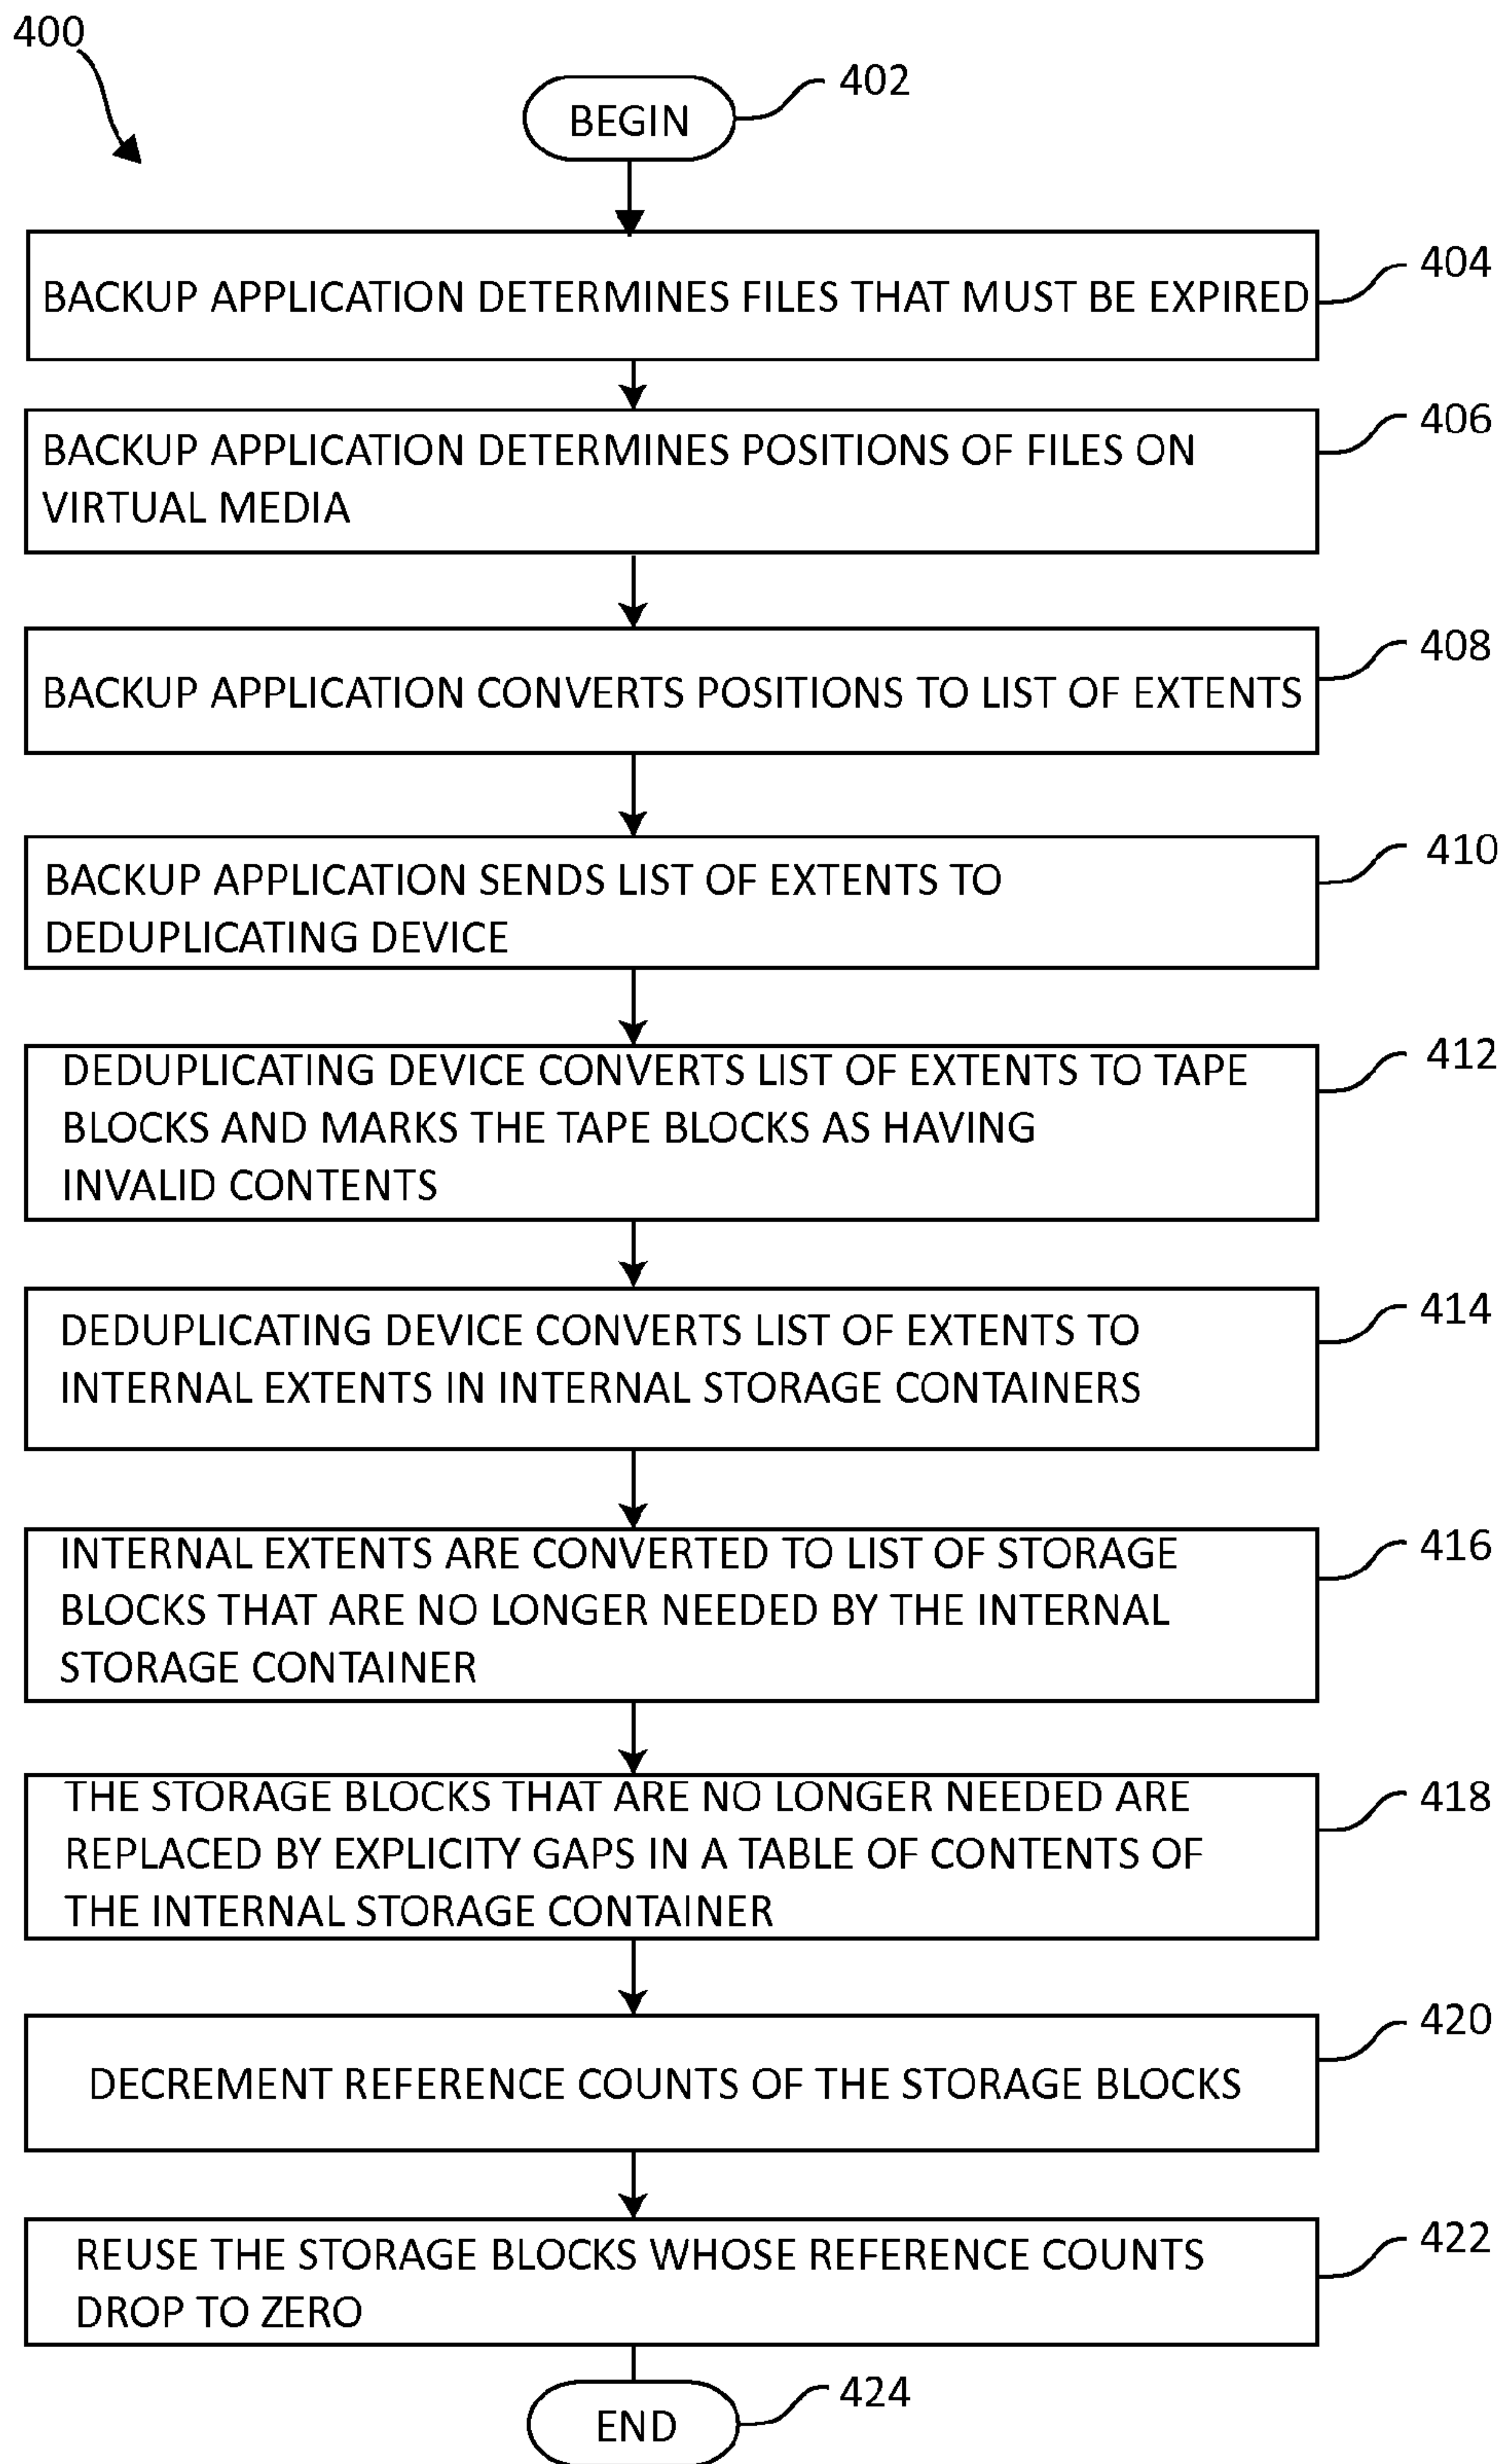 400
BEGIN
402
BACKUP APPLICATION DETERMINES FILES THAT MUST BE EXPIRED
404
BACKUP APPLICATION DETERMINES POSITIONS OF FILES ON
VIRTUAL MEDIA
406
BACKUP APPLICATION CONVERTS POSITIONS TO LIST OF EXTENTS
408
BACKUP APPLICATION SENDS LIST OF EXTENTS TO
DEDUPLICATING DEVICE
410
DEDUPLICATING DEVICE CONVERTS LIST OF EXTENTS TO TAPE
BLOCKS AND MARKS THE TAPE BLOCKS AS HAVING
INVALID CONTENTS
412
DEDUPLICATING DEVICE CONVERTS LIST OF EXTENTS TO
INTERNAL EXTENTS IN INTERNAL STORAGE CONTAINERS
414
INTERNAL EXTENTS ARE CONVERTED TO LIST OF STORAGE
BLOCKS THAT ARE NO LONGER NEEDED BY THE INTERNAL
STORAGE CONTAINER
416
THE STORAGE BLOCKS THAT ARE NO LONGER NEEDED ARE
REPLACED BY EXPLICITY GAPS IN A TABLE OF CONTENTS OF
THE INTERNAL STORAGE CONTAINER
418
DECREMENT REFERENCE COUNTS OF THE STORAGE BLOCKS
420
REUSE THE STORAGE BLOCKS WHOSE REFERENCE COUNTS
DROP TO ZERO
422
END
424